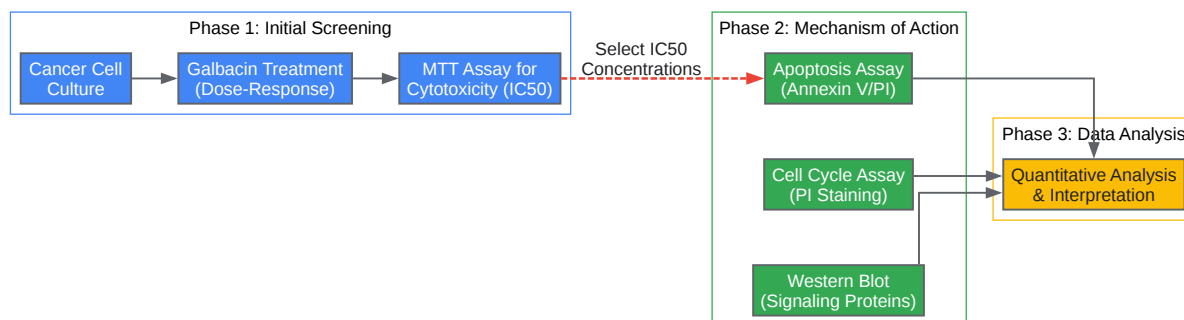 Phase 1: Initial Screening
Cancer Cell
Culture
Galbacin Treatment
(Dose-Response)
MTT Assay for
Cytotoxicity (IC50)
Select IC50
Concentrations
Phase 2: Mechanism of Action
Apoptosis Assay
(Annexin V/PI)
Cell Cycle Assay
(PI Staining)
Western Blot
(Signaling Proteins)
Phase 3: Data Analysis
Quantitative Analysis
& Interpretation